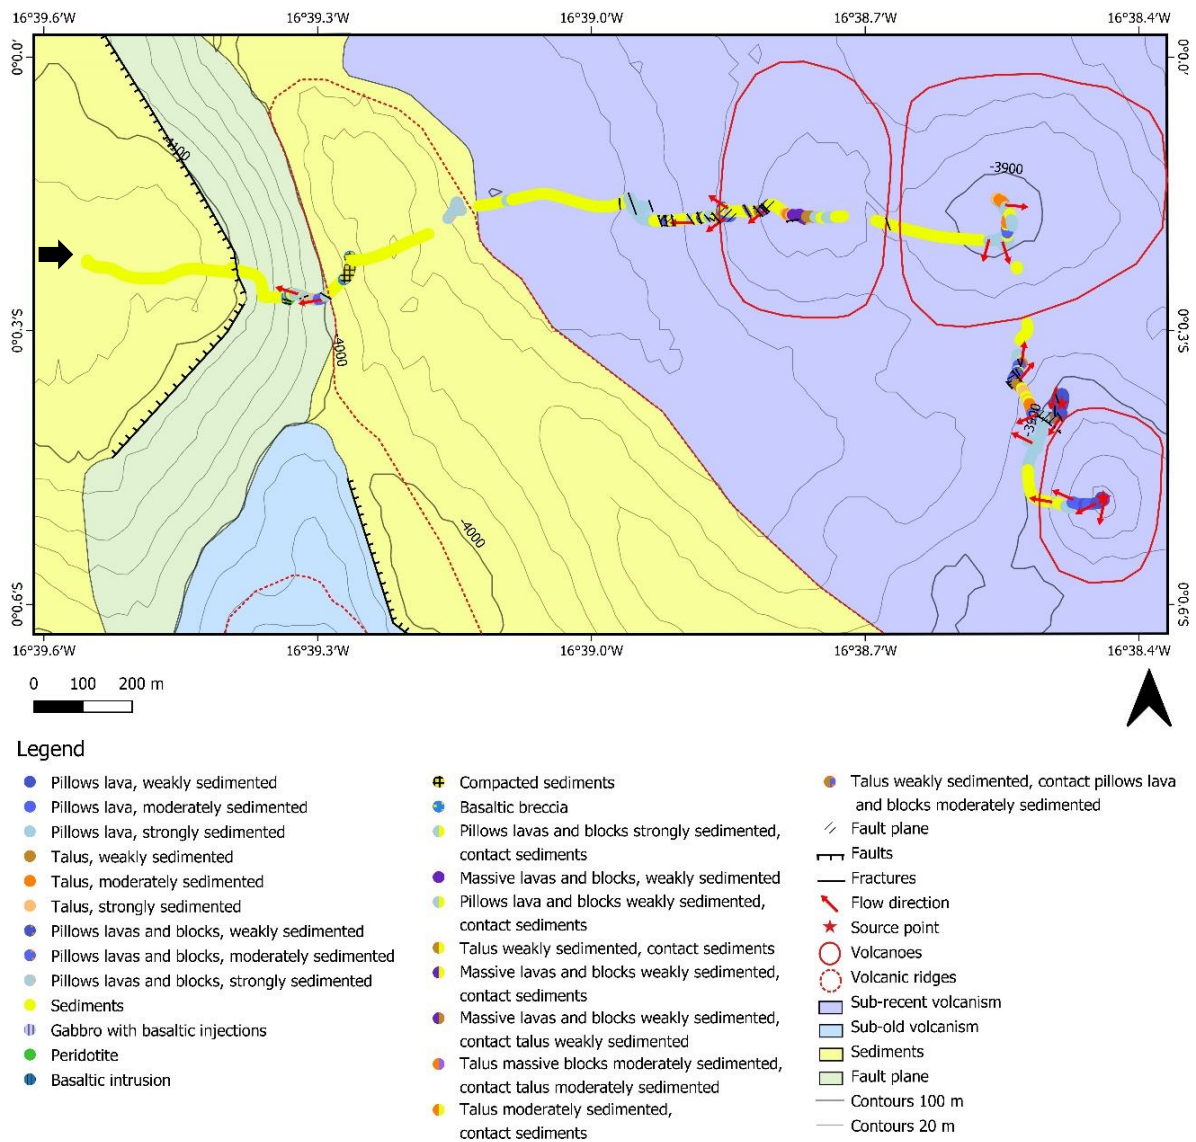 16°39.6'W 16°39.3'W 16°39.0'W 16°38.7'W 16°38.4'W
0°0.0' 0°0.0'
-4100
-3900
0°0.3'S 0°0.3'S
-4000
-3900
-4000
0°0.6'S 0°0.6'S
16°39.6'W 16°39.3'W 16°39.0'W 16°38.7'W 16°38.4'W
0 100 200 m
Legend
Pillows lava, weakly sedimented
Pillows lava, moderately sedimented
Pillows lava, strongly sedimented
Talus, weakly sedimented
Talus, moderately sedimented
Talus, strongly sedimented
Pillows lavas and blocks, weakly sedimented
Pillows lavas and blocks, moderately sedimented
Pillows lavas and blocks, strongly sedimented
Sediments
Gabbro with basaltic injections
Peridotite
Basaltic intrusion
Compacted sediments
Basaltic breccia
Pillows lavas and blocks strongly sedimented,
contact sediments
Massive lavas and blocks, weakly sedimented
Pillows lava and blocks weakly sedimented,
contact sediments
Talus weakly sedimented, contact sediments
Massive lavas and blocks weakly sedimented,
contact sediments
Massive lavas and blocks weakly sedimented,
contact talus weakly sedimented
Talus massive blocks moderately sedimented,
contact talus moderately sedimented
Talus moderately sedimented,
contact sediments
Talus weakly sedimented, contact pillows lava
and blocks moderately sedimented
Fault plane
Faults
Fractures
Flow direction
Source point
Volcanoes
Volcanic ridges
Sub-recent volcanism
Sub-old volcanism
Sediments
Fault plane
Contours 100 m
Contours 20 m